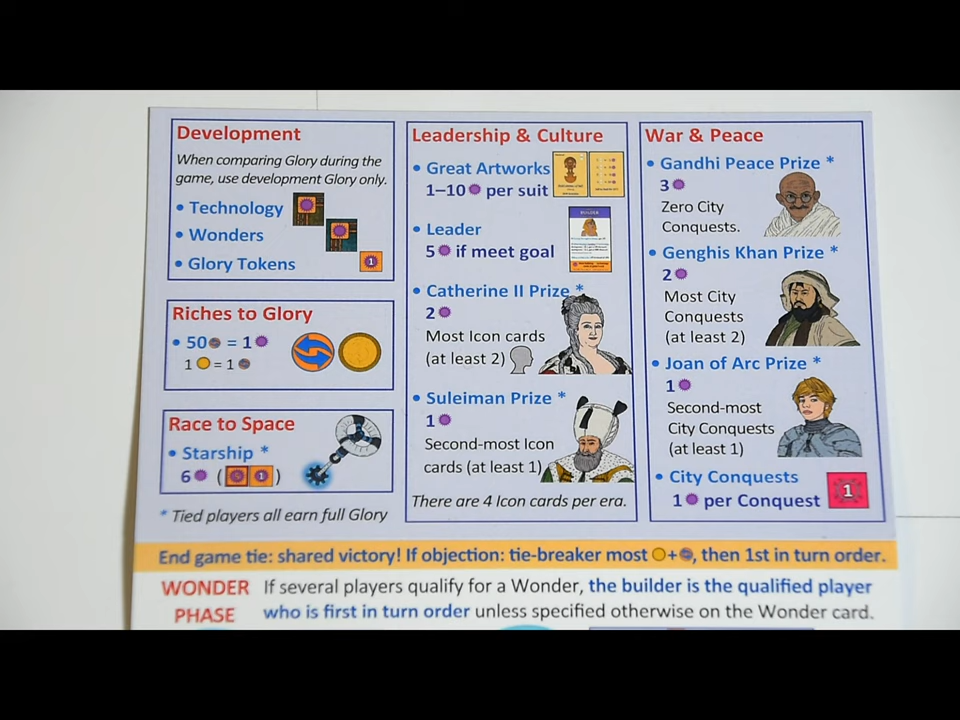 Development
When comparing Glory during the
game, use development Glory only.
• Technology
• Wonders
• Glory Tokens
1
Riches to Glory
• 50 = 1
1 = 1
Race to Space
• Starship *
6 ( 1 )
* Tied players all earn full Glory
Leadership & Culture
• Great Artworks
1–10 per suit
• Leader
5 if meet goal
BUILDER
• Catherine II Prize *
2
Most Icon cards
(at least 2)
• Suleiman Prize *
1
Second-most Icon
cards (at least 1)
There are 4 Icon cards per era.
War & Peace
• Gandhi Peace Prize *
3
Zero City
Conquests.
• Genghis Khan Prize *
2
Most City
Conquests
(at least 2)
• Joan of Arc Prize *
1
Second-most
City Conquests
(at least 1)
• City Conquests
1 per Conquest
1
End game tie: shared victory! If objection: tie-breaker most + , then 1st in turn order.
WONDER If several players qualify for a Wonder, the builder is the qualified player
PHASE who is first in turn order unless specified otherwise on the Wonder card.